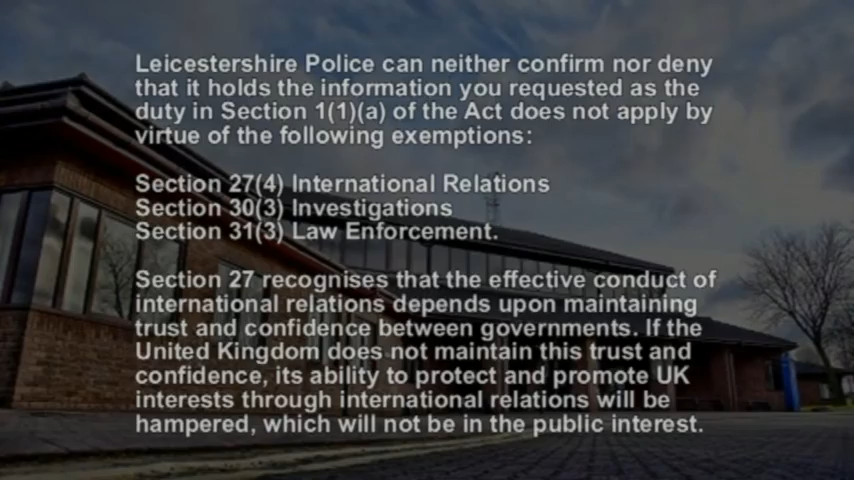 Leicestershire Police can neither confirm nor deny
that it holds the information you requested as the
duty in Section 1(1)(a) of the Act does not apply by
virtue of the following exemptions:
Section 27(4) International Relations
Section 30(3) Investigations
Section 31(3) Law Enforcement.
Section 27 recognises that the effective conduct of
international relations depends upon maintaining
trust and confidence between governments. If the
United Kingdom does not maintain this trust and
confidence, its ability to protect and promote UK
interests through international relations will be
hampered, which will not be in the public interest.